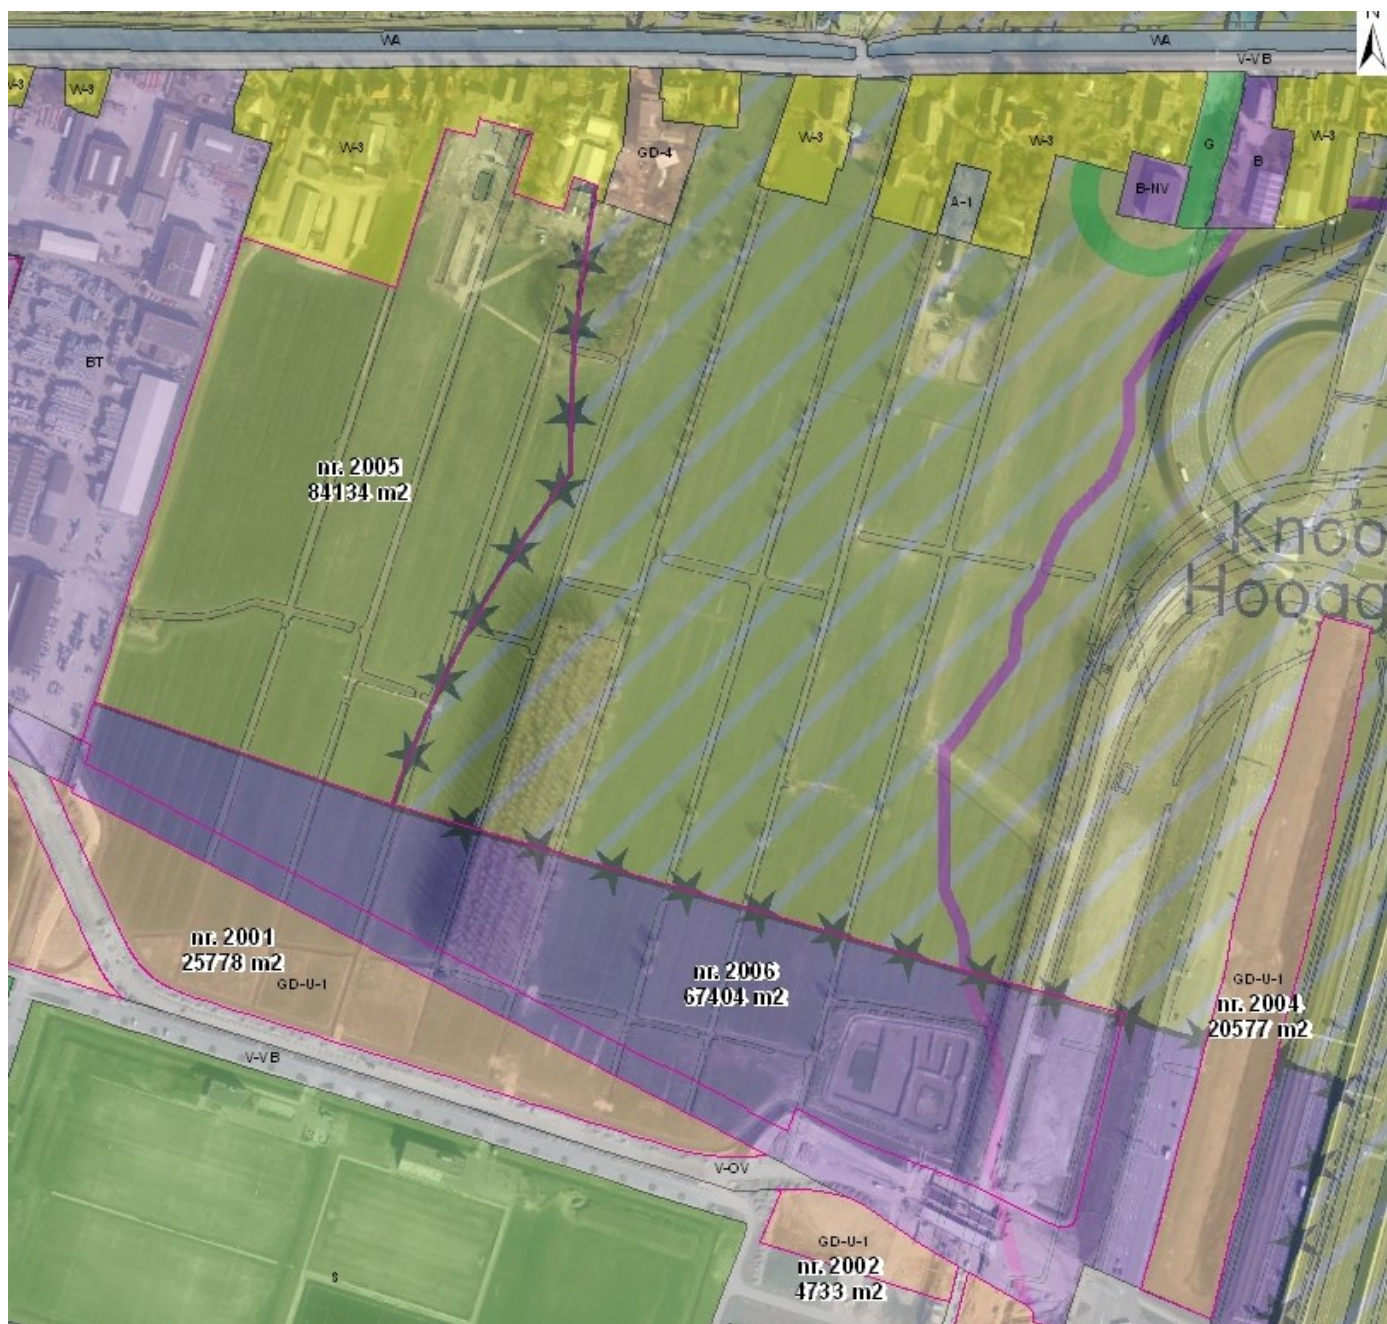 N
WA
WA
V-VB
V-3
W-3
W-3
GD-4
W-3
W-3
A-1
B-NV
G
B
W-3
BT
nr. 2005
84134 m2
Knoo
Hooag
nr. 2001
25778 m2
GD-U-1
nr. 2006
67404 m2
GD-U-1
nr. 2004
20577 m2
V-VB
V-OV
GD-U-1
nr. 2002
4733 m2
S